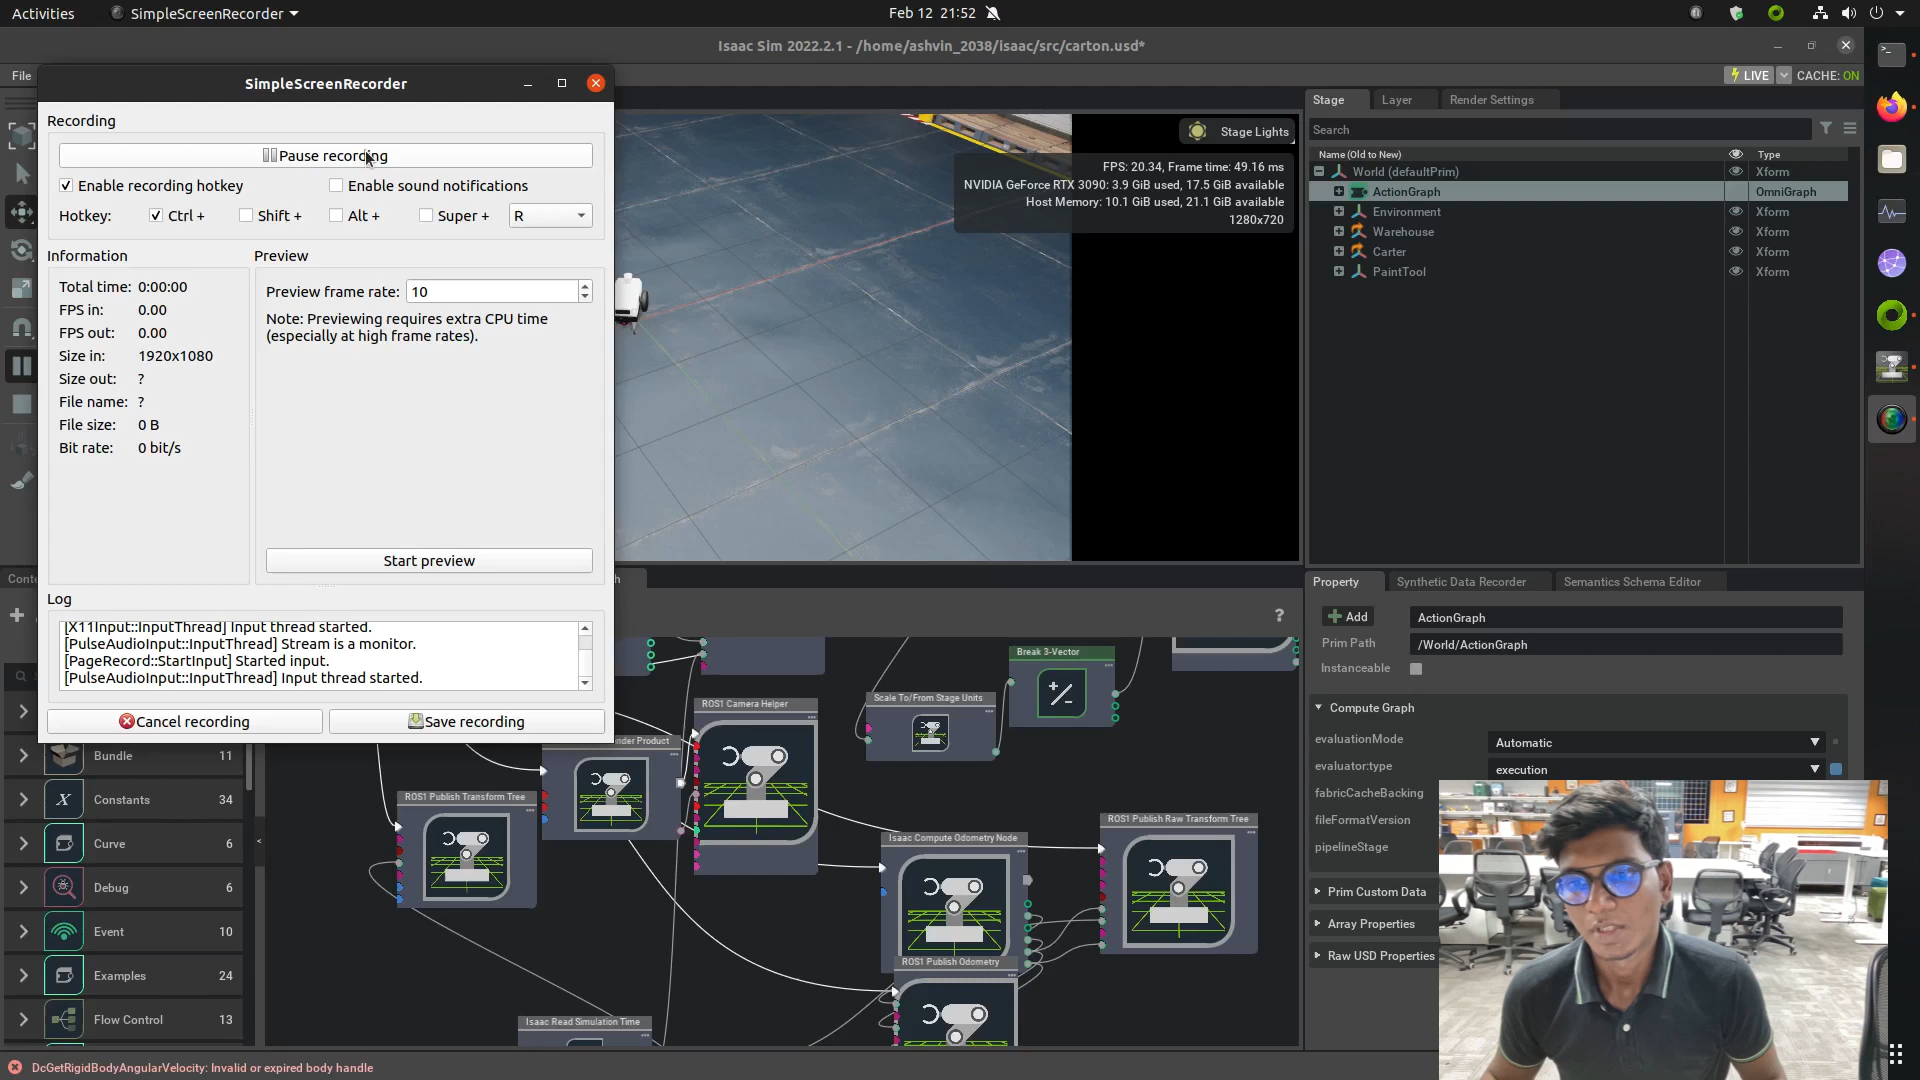 Activities
SimpleScreenRecorder
Feb 12 21:52
Isaac Sim 2022.2.1 - /home/ashvin_2038/isaac/src/carton.usd*
File
LIVE
CACHE: ON
SimpleScreenRecorder
Recording
Pause recording
Enable recording hotkey
Enable sound notifications
Hotkey:
Ctrl +
Shift +
Alt +
Super +
R
Information
Total time: 0:00:00
FPS in: 0.00
FPS out: 0.00
Size in: 1920x1080
Size out: ?
File name: ?
File size: 0 B
Bit rate: 0 bit/s
Preview
Preview frame rate: 10
Note: Previewing requires extra CPU time
(especially at high frame rates).
Start preview
Log
[X11Input::InputThread] Input thread started.
[PulseAudioInput::InputThread] Stream is a monitor.
[PageRecord::StartInput] Started input.
[PulseAudioInput::InputThread] Input thread started.
Cancel recording
Save recording
Stage Lights
FPS: 20.34, Frame time: 49.16 ms
NVIDIA GeForce RTX 3090: 3.9 GiB used, 17.5 GiB available
Host Memory: 10.1 GiB used, 21.1 GiB available
1280x720
Stage
Layer
Render Settings
Search
Name (Old to New)
Type
World (defaultPrim)
Xform
ActionGraph
OmniGraph
Environment
Xform
Warehouse
Xform
Carter
Xform
PaintTool
Xform
Property
Synthetic Data Recorder
Semantics Schema Editor
Add
ActionGraph
Prim Path
/World/ActionGraph
Instanceable
Compute Graph
evaluationMode
Automatic
evaluator:type
execution
fabricCacheBacking
fileFormatVersion
pipelineStage
Prim Custom Data
Array Properties
Raw USD Properties
?
Bundle 11
Constants 34
Curve 6
Debug 6
Event 10
Examples 24
Flow Control 13
ROS1 Publish Transform Tree
Product
ROS1 Camera Helper
Scale To/From Stage Units
Break 3-Vector
Isaac Compute Odometry Node
ROS1 Publish Raw Transform Tree
ROS1 Publish Odometry
Isaac Read Simulation Time
DcGetRigidBodyAngularVelocity: Invalid or expired body handle